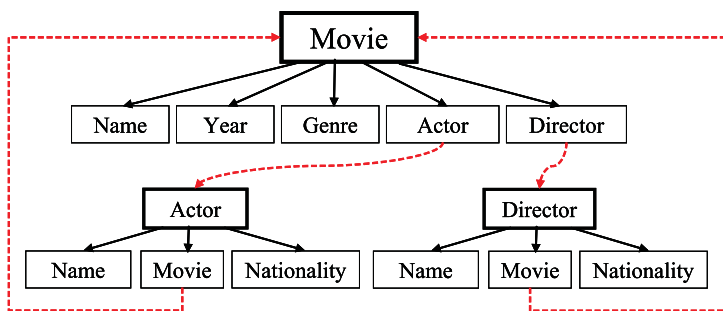 Movie
Name Year Genre Actor Director
Actor Director
Name Movie Nationality Name Movie Nationality